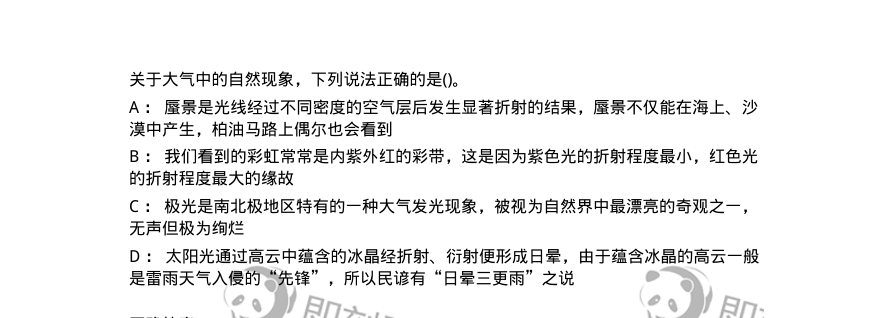 关于大气中的自然现象，下列说法正确的是()。
A： 蜃景是光线经过不同密度的空气层后发生显著折射的结果，蜃景不仅能在海上、沙
漠中产生，柏油马路上偶尔也会看到
B： 我们看到的彩虹常常是内紫外红的彩带，这是因为紫色光的折射程度最小，红色光
的折射程度最大的缘故
C： 极光是南北极地区特有的一种大气发光现象，被视为自然界中最漂亮的奇观之一，
无声但极为绚烂
D： 太阳光通过高云中蕴含的冰晶经折射、衍射便形成日晕，由于蕴含冰晶的高云一般
是雷雨天气入侵的“先锋”，所以民谚有“日晕三更雨”之说